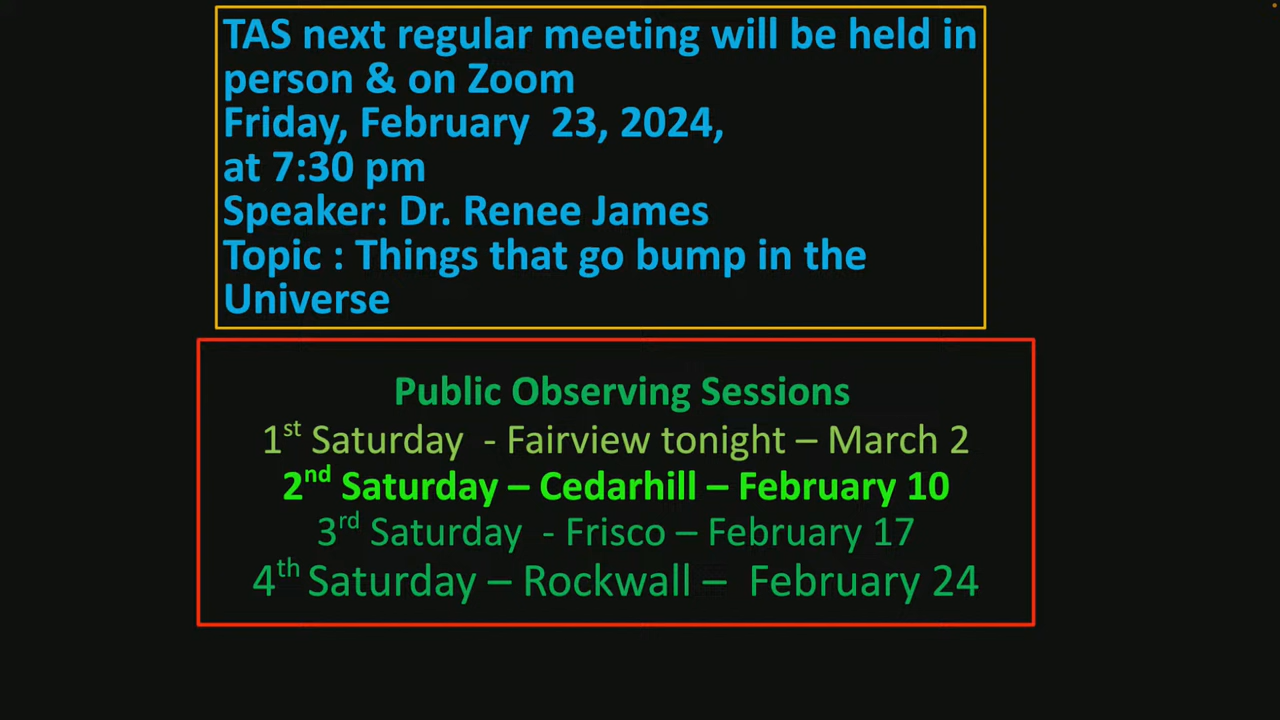 TAS next regular meeting will be held in
person & on Zoom
Friday, February  23, 2024,
at 7:30 pm
Speaker: Dr. Renee James
Topic : Things that go bump in the
Universe
Public Observing Sessions
1st Saturday  - Fairview tonight – March 2
2nd Saturday – Cedarhill – February 10
3rd Saturday  - Frisco – February 17
4th Saturday – Rockwall –  February 24